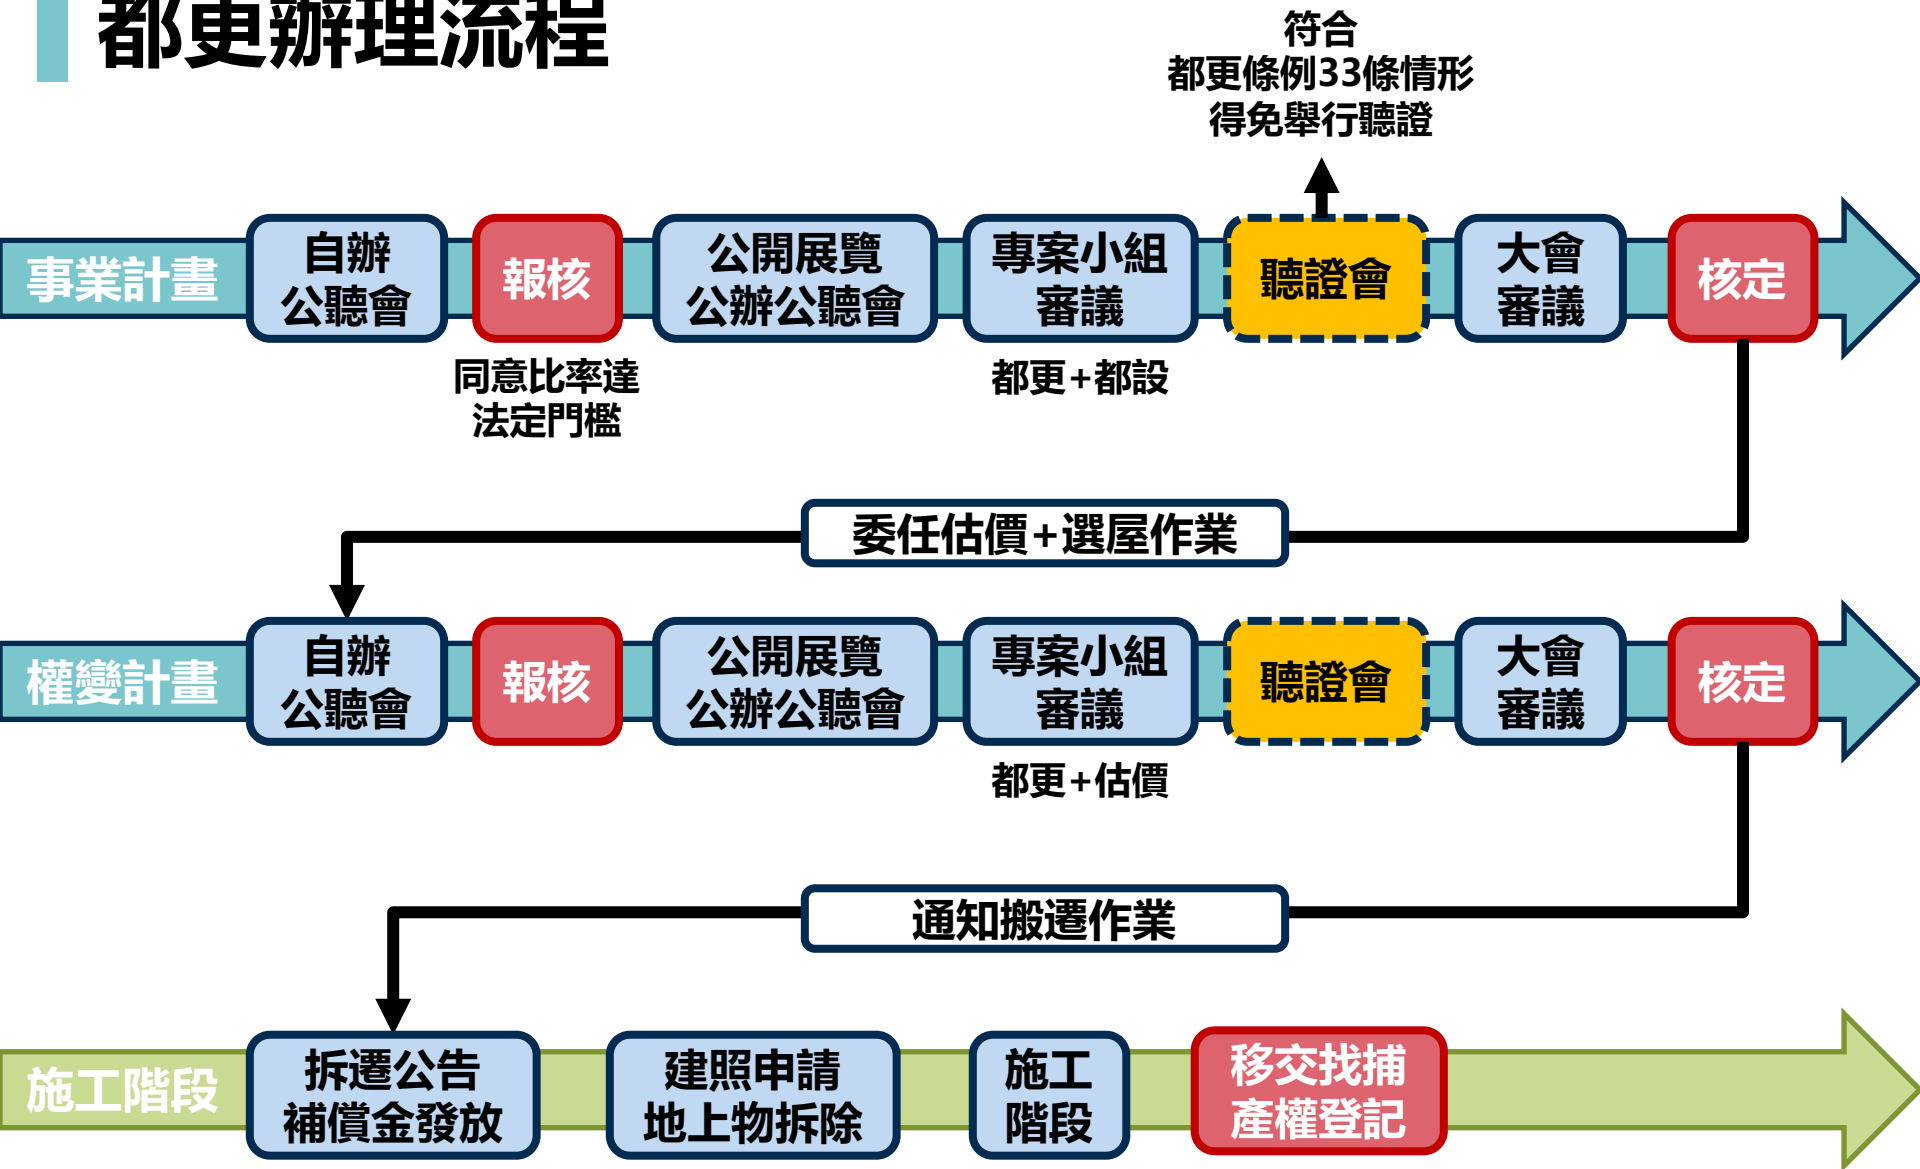 都更辦理流程
符合
都更條例33條情形
得免舉行聽證
事業計畫
自辦
公聽會
報核
公開展覽
公辦公聽會
專案小組
審議
聽證會
大會
審議
核定
同意比率達
法定門檻
都更+都設
委任估價+選屋作業
權變計畫
自辦
公聽會
報核
公開展覽
公辦公聽會
專案小組
審議
聽證會
大會
審議
核定
都更+估價
通知搬遷作業
施工階段
拆遷公告
補償金發放
建照申請
地上物拆除
施工
階段
移交找捕
產權登記